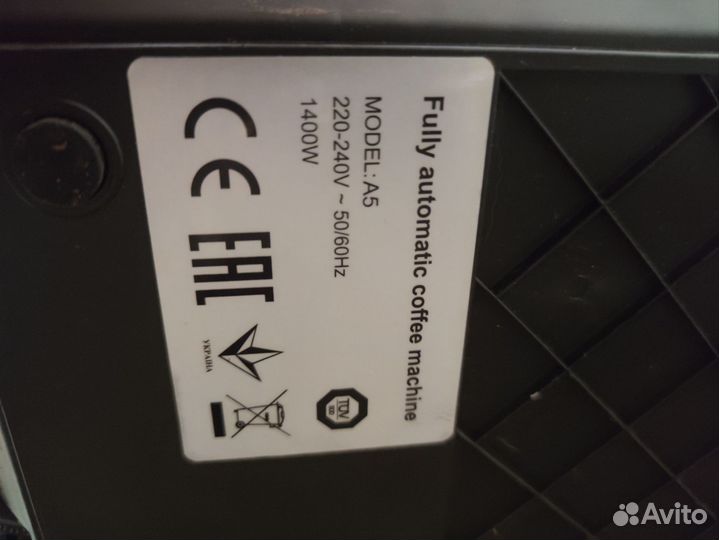 Fully automatic coffee machine
MODEL: A5
220-240V ~ 50/60Hz
1400W
CE
EAC
УКРАЇНА
TÜV
Avito